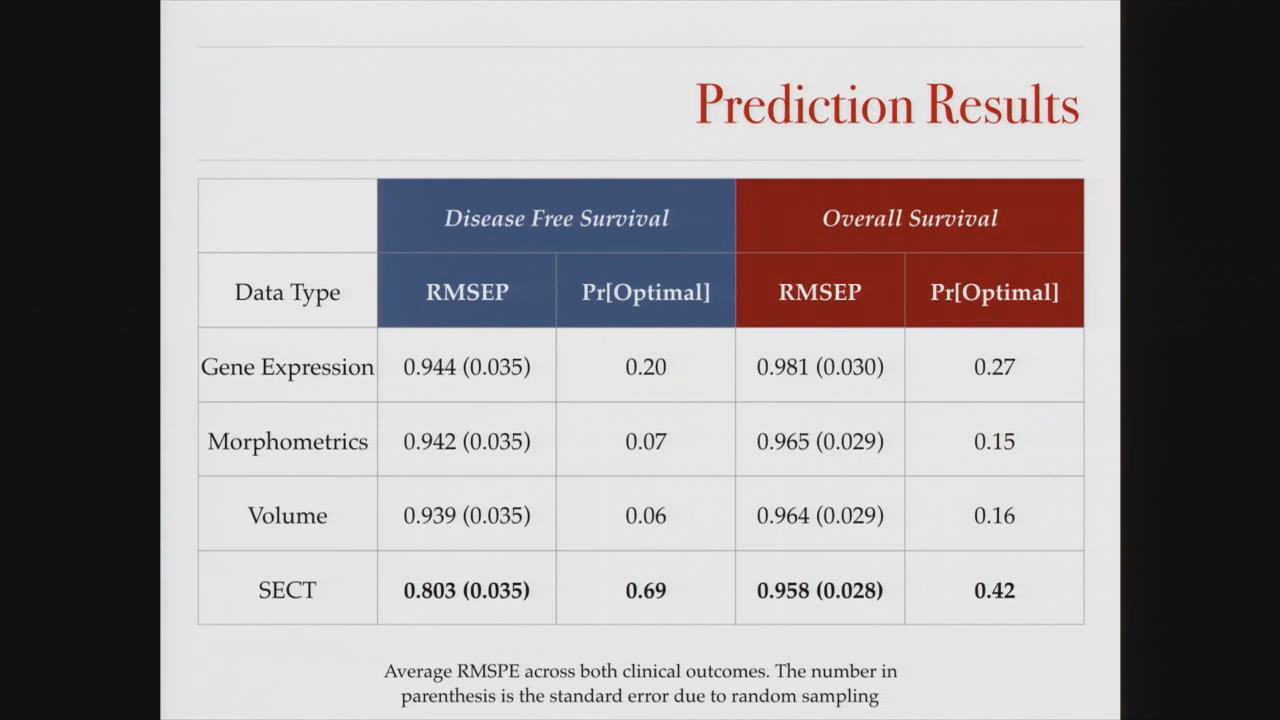 Prediction Results
Disease Free Survival Overall Survival
Data Type RMSEP Pr[Optimal] RMSEP Pr[Optimal]
Gene Expression 0.944 (0.035) 0.20 0.981 (0.030) 0.27
Morphometrics 0.942 (0.035) 0.07 0.965 (0.029) 0.15
Volume 0.939 (0.035) 0.06 0.964 (0.029) 0.16
SECT 0.803 (0.035) 0.69 0.958 (0.028) 0.42
Average RMSPE across both clinical outcomes. The number in
parenthesis is the standard error due to random sampling